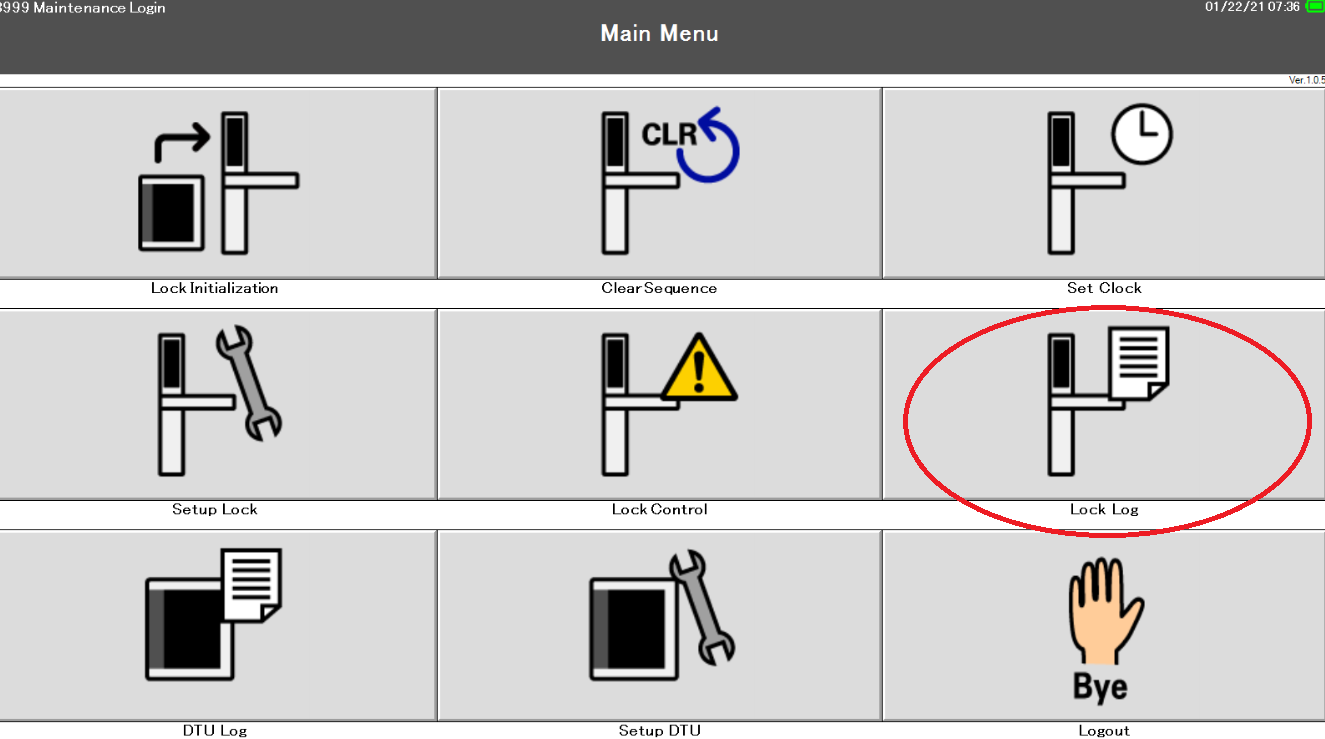 3999 Maintenance Login
01/22/21 07:36
Main Menu
Ver.1.0.5
CLR
Lock Initialization
Clear Sequence
Set Clock
Setup Lock
Lock Control
Lock Log
Bye
DTU Log
Setup DTU
Logout